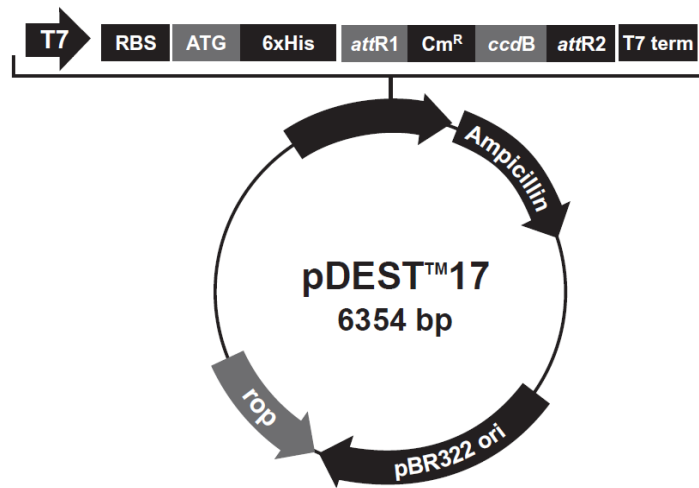 T7 RBS ATG 6xHis attR1 Cmᴿ ccdB attR2 T7 term
Ampicillin
pDEST™17
6354 bp
rop
pBR322 ori